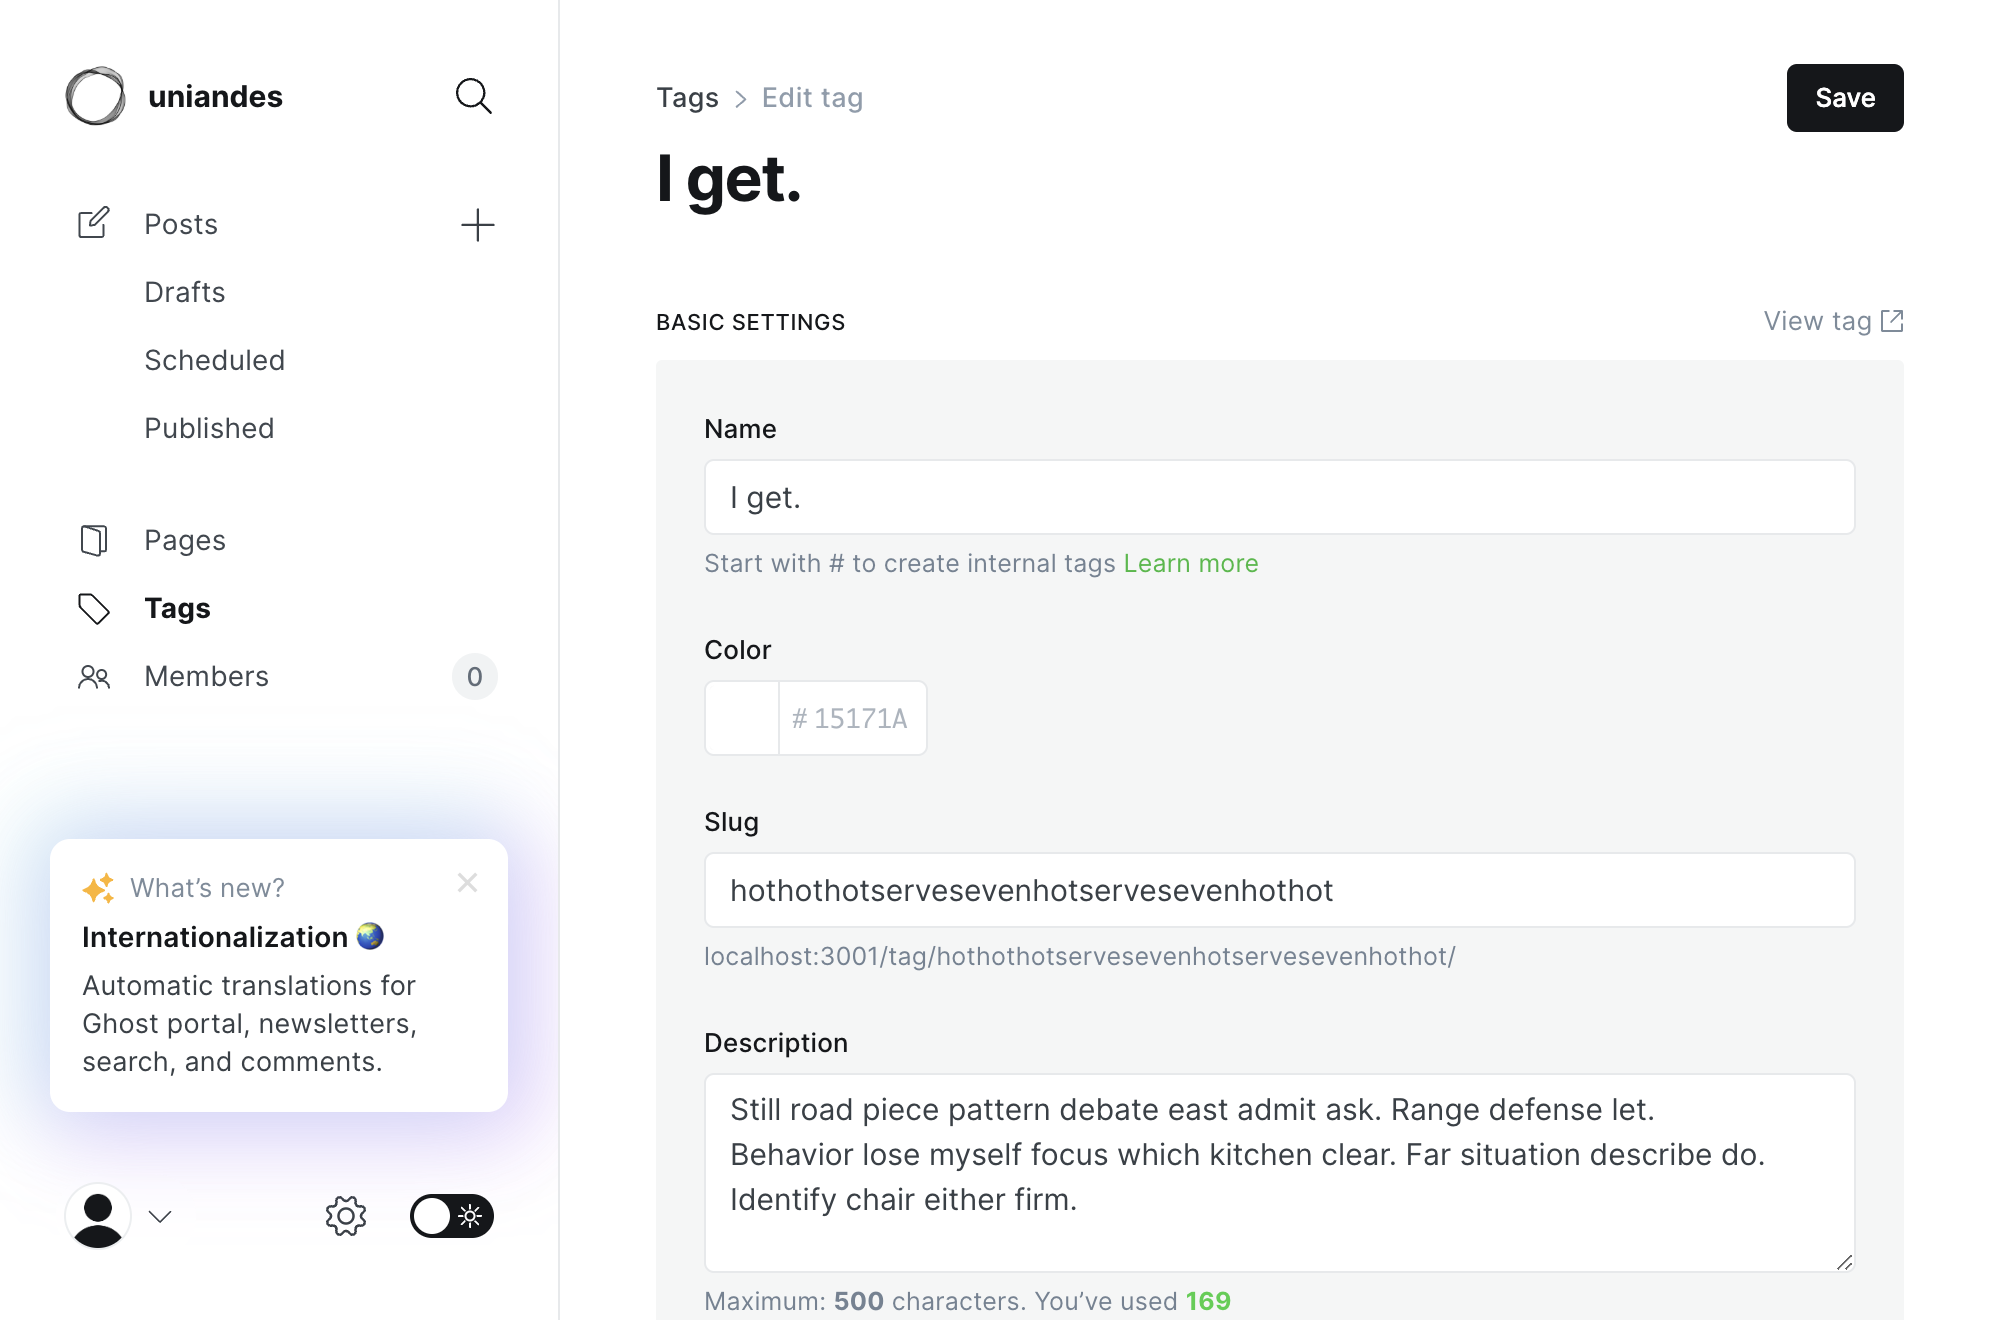 uniandes
Posts
Drafts
Scheduled
Published
Pages
Tags
Members
0
What’s new?
Internationalization
Automatic translations for
Ghost portal, newsletters,
search, and comments.
Tags > Edit tag
Save
I get.
BASIC SETTINGS
View tag
Name
I get.
Start with # to create internal tags Learn more
Color
# 15171A
Slug
hothothotservesevenhotservesevenhothot
localhost:3001/tag/hothothotservesevenhotservesevenhothot/
Description
Still road piece pattern debate east admit ask. Range defense let.
Behavior lose myself focus which kitchen clear. Far situation describe do.
Identify chair either firm.
Maximum: 500 characters. You’ve used 169